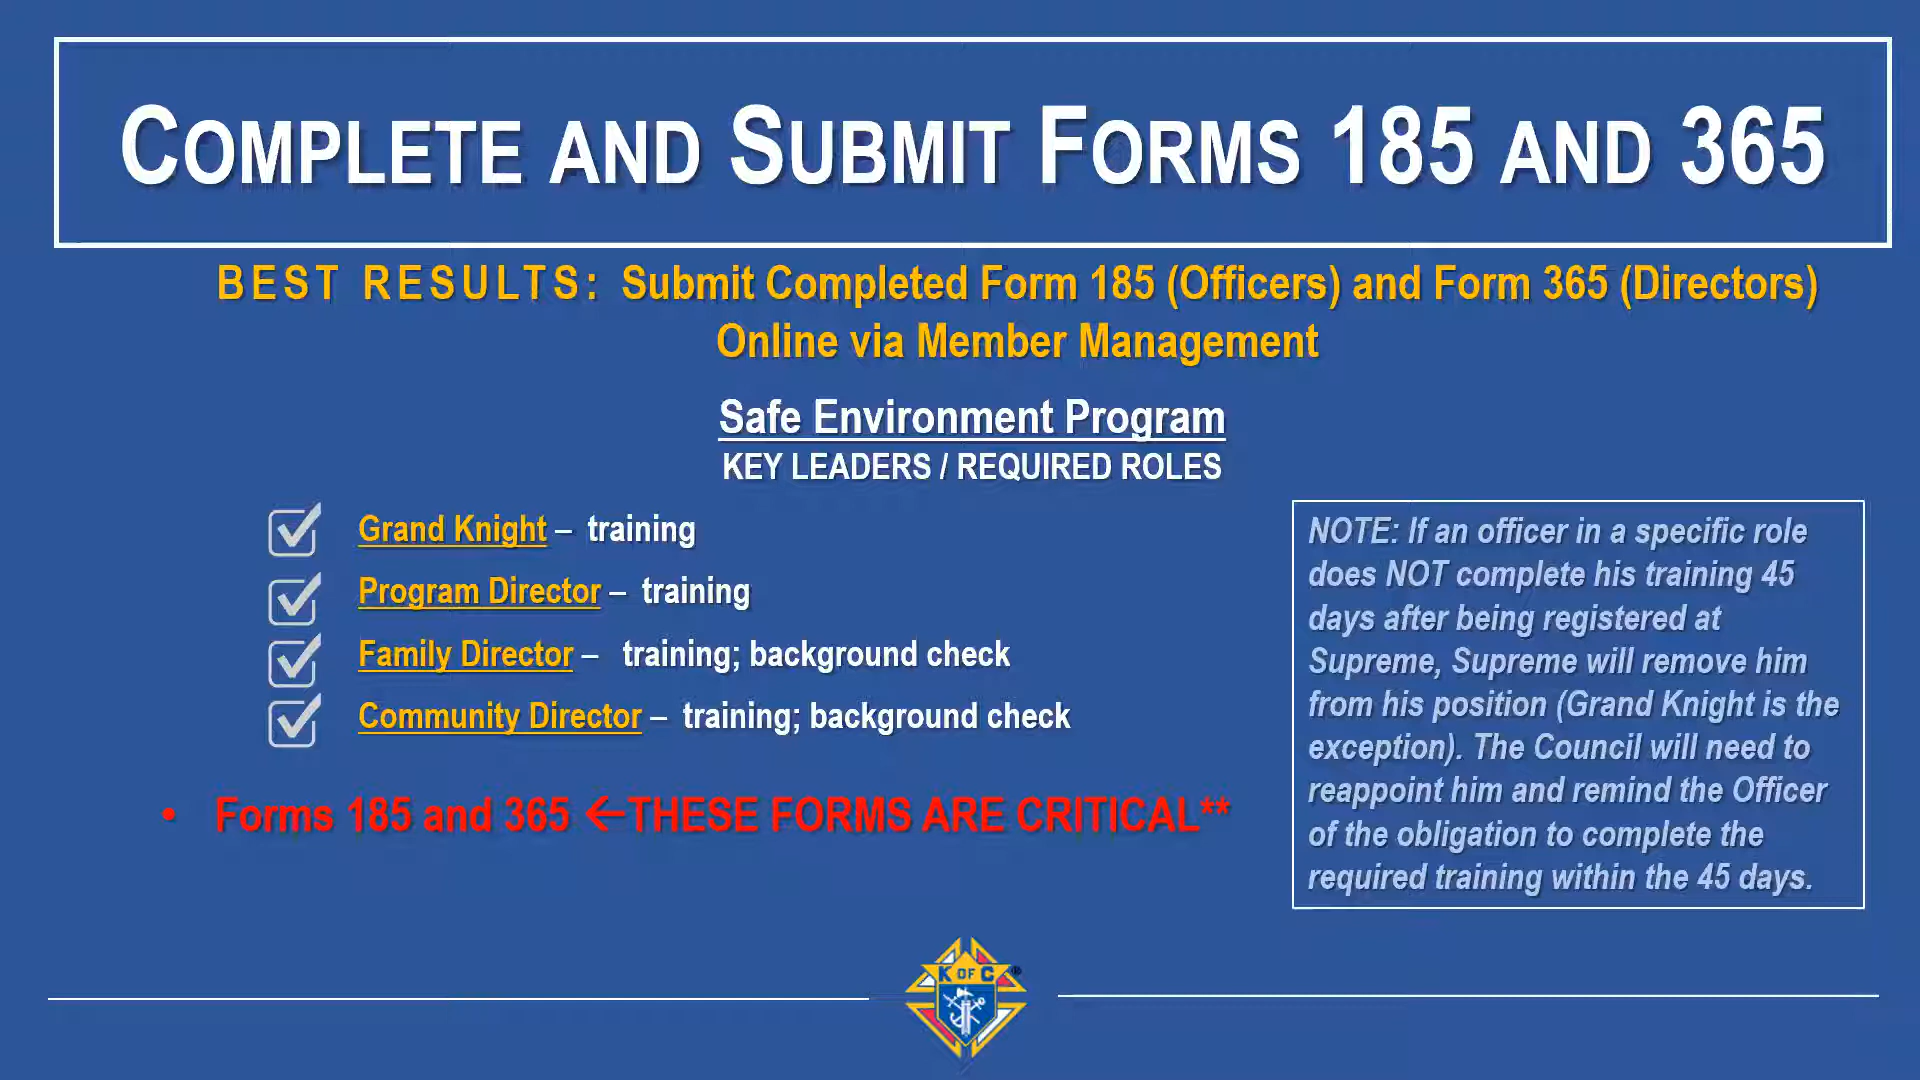 COMPLETE AND SUBMIT FORMS 185 AND 365
BEST RESULTS: Submit Completed Form 185 (Officers) and Form 365 (Directors)
Online via Member Management
Safe Environment Program
KEY LEADERS / REQUIRED ROLES
Grand Knight – training
Program Director – training
Family Director – training; background check
Community Director – training; background check
• Forms 185 and 365 ←THESE FORMS ARE CRITICAL**
NOTE: If an officer in a specific role
does NOT complete his training 45
days after being registered at
Supreme, Supreme will remove him
from his position (Grand Knight is the
exception). The Council will need to
reappoint him and remind the Officer
of the obligation to complete the
required training within the 45 days.
K OF C ®